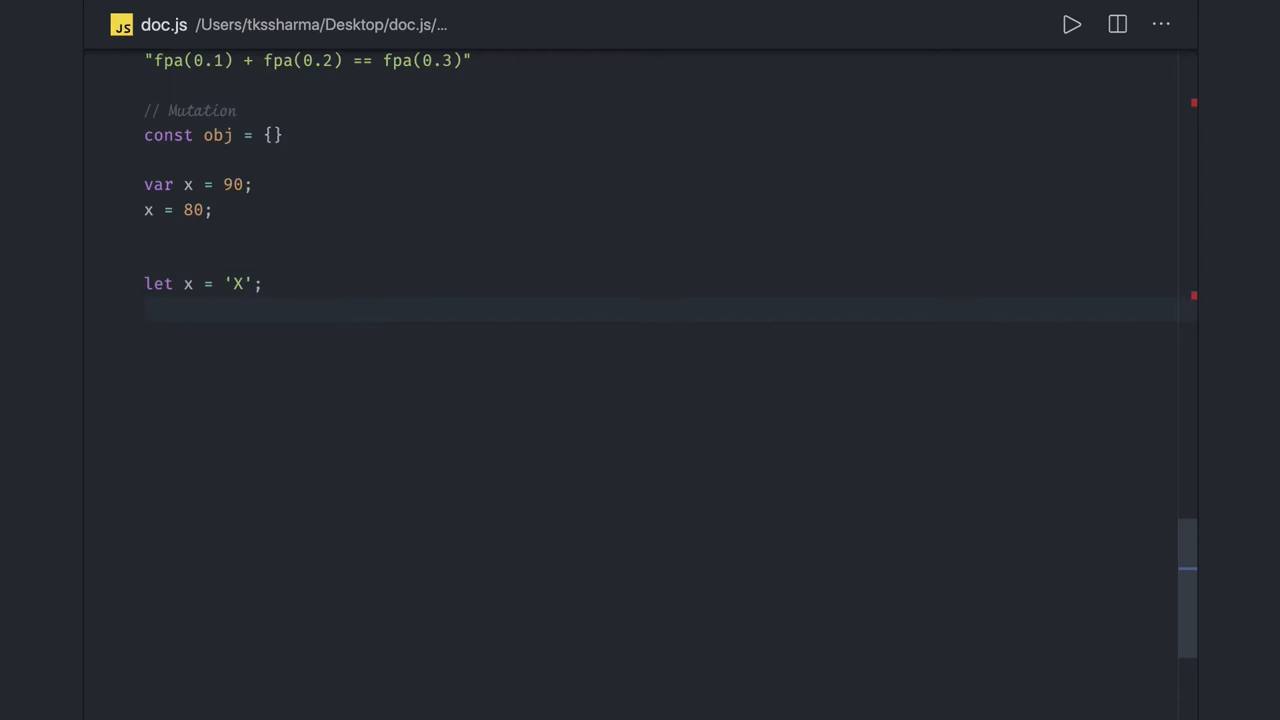 JS doc.js /Users/tkssharma/Desktop/doc.js/... ...
"fpa(0.1) + fpa(0.2) == fpa(0.3)"
// Mutation
const obj = {}
var x = 90;
x = 80;
let x = 'X';